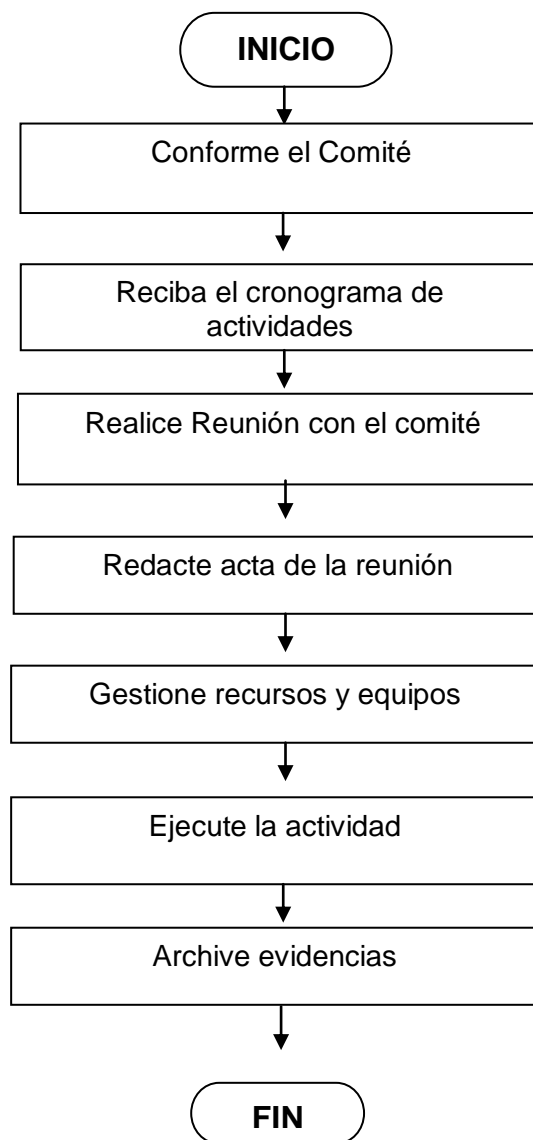 INICIO
Conforme el Comité
Reciba el cronograma de
actividades
Realice Reunión con el comité
Redacte acta de la reunión
Gestione recursos y equipos
Ejecute la actividad
Archive evidencias
FIN